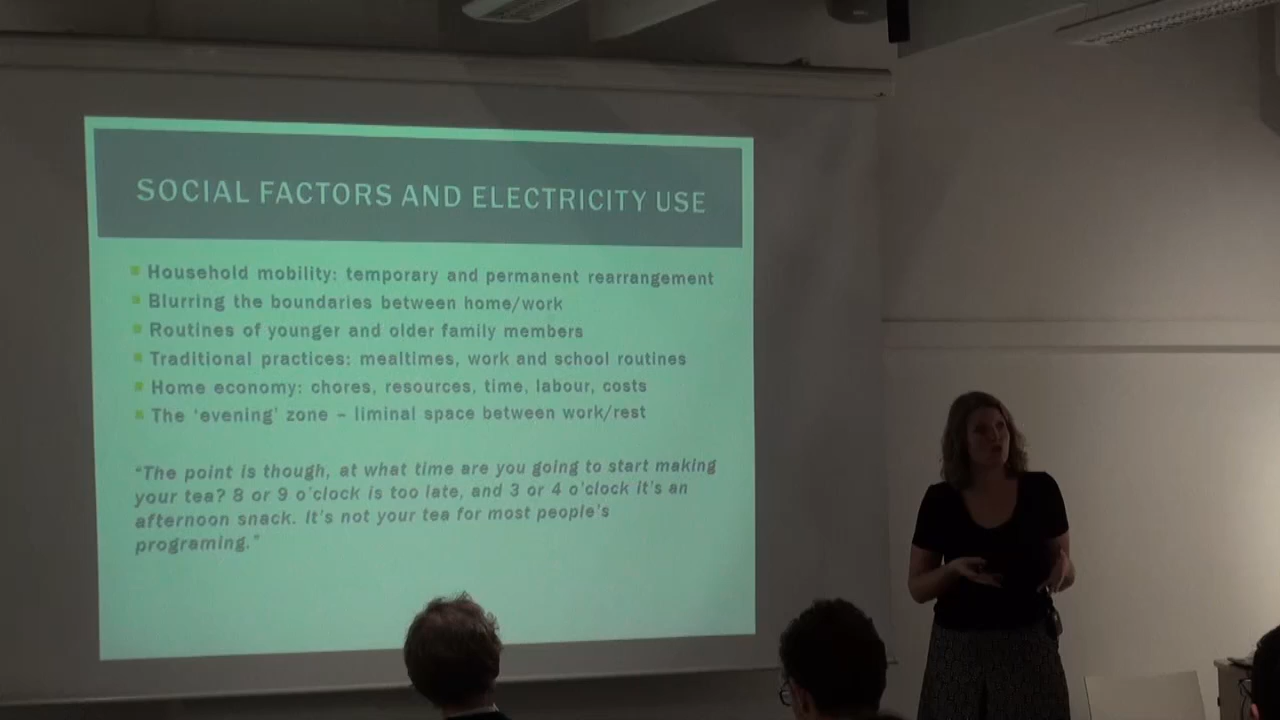 SOCIAL FACTORS AND ELECTRICITY USE
Household mobility: temporary and permanent rearrangement
Blurring the boundaries between home/work
Routines of younger and older family members
Traditional practices: mealtimes, work and school routines
Home economy: chores, resources, time, labour, costs
The ‘evening’ zone – liminal space between work/rest
“The point is though, at what time are you going to start making
your tea? 8 or 9 o’clock is too late, and 3 or 4 o’clock it’s an
afternoon snack. It’s not your tea for most people’s
programing.”